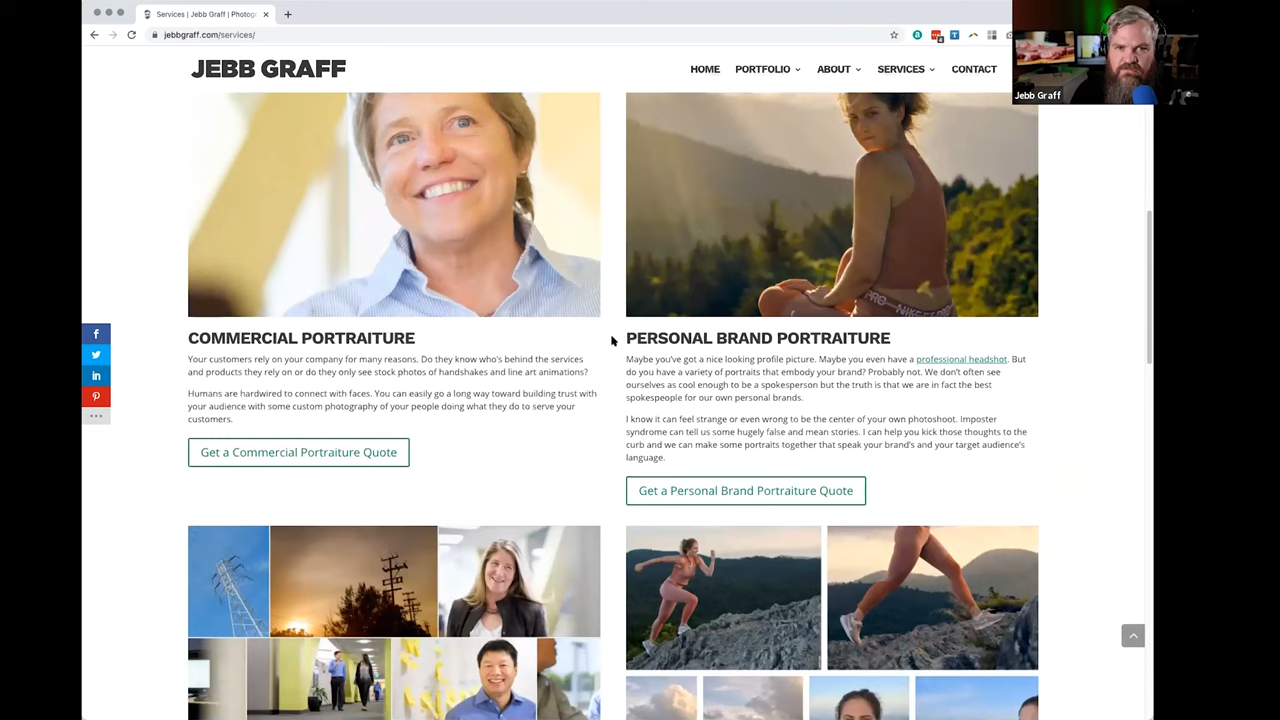 Services | Jebb Graff | Photog
jebbgraff.com/services/
JEBB GRAFF
HOME PORTFOLIO ABOUT SERVICES CONTACT
Jebb Graff
COMMERCIAL PORTRAITURE
Your customers rely on your company for many reasons. Do they know who's behind the services
and products they rely on or do they only see stock photos of handshakes and line art animations?
Humans are hardwired to connect with faces. You can easily go a long way toward building trust with
your audience with some custom photography of your people doing what they do to serve your
customers.
Get a Commercial Portraiture Quote
PERSONAL BRAND PORTRAITURE
Maybe you've got a nice looking profile picture. Maybe you even have a professional headshot. But
do you have a variety of portraits that embody your brand? Probably not. We don't often see
ourselves as cool enough to be a spokesperson but the truth is that we are in fact the best
spokespeople for our own personal brands.
I know it can feel strange or even wrong to be the center of your own photoshoot. Imposter
syndrome can tell us some hugely false and mean stories. I can help you kick those thoughts to the
curb and we can make some portraits together that speak your brand's and your target audience's
language.
Get a Personal Brand Portraiture Quote